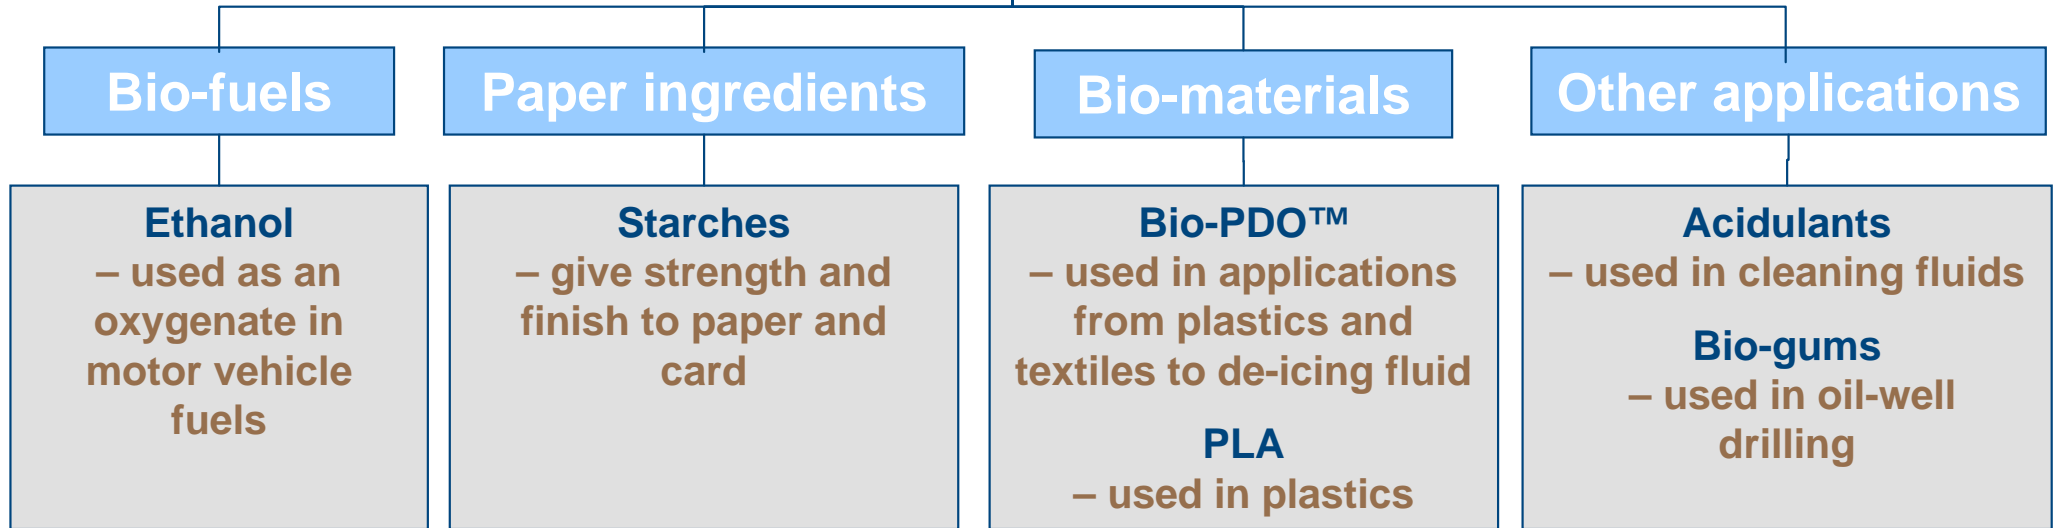 Bio-fuels
Paper ingredients
Bio-materials
Other applications
Ethanol
– used as an
oxygenate in
motor vehicle
fuels
Starches
– give strength and
finish to paper and
card
Bio-PDO™
– used in applications
from plastics and
textiles to de-icing fluid
PLA
– used in plastics
Acidulants
– used in cleaning fluids
Bio-gums
– used in oil-well
drilling